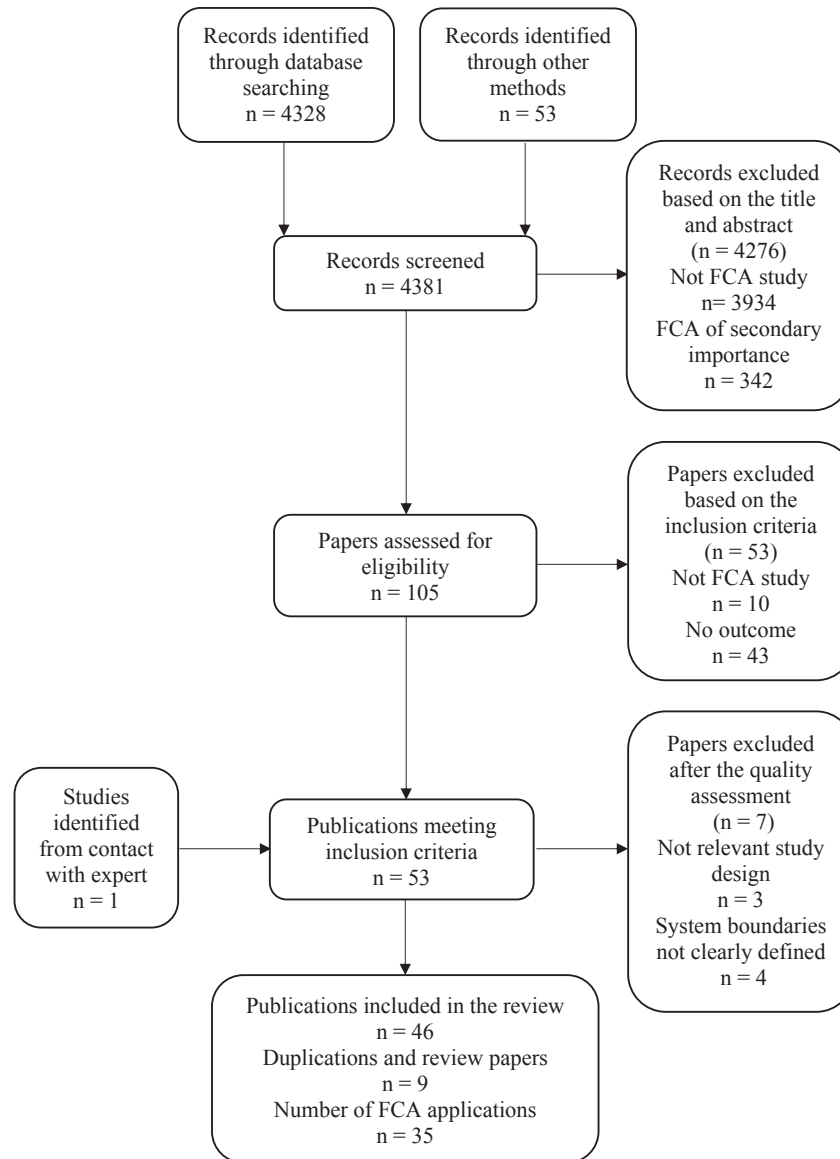 Records identified
through database
searching
n = 4328
Records identified
through other
methods
n = 53
Records excluded
based on the title
and abstract
(n = 4276)
Not FCA study
n= 3934
FCA of secondary
importance
n = 342
Records screened
n = 4381
Papers assessed for
eligibility
n = 105
Papers excluded
based on the
inclusion criteria
(n = 53)
Not FCA study
n = 10
No outcome
n = 43
Studies
identified
from contact
with expert
n = 1
Publications meeting
inclusion criteria
n = 53
Papers excluded
after the quality
assessment
(n = 7)
Not relevant study
design
n = 3
System boundaries
not clearly defined
n = 4
Publications included in the review
n = 46
Duplications and review papers
n = 9
Number of FCA applications
n = 35